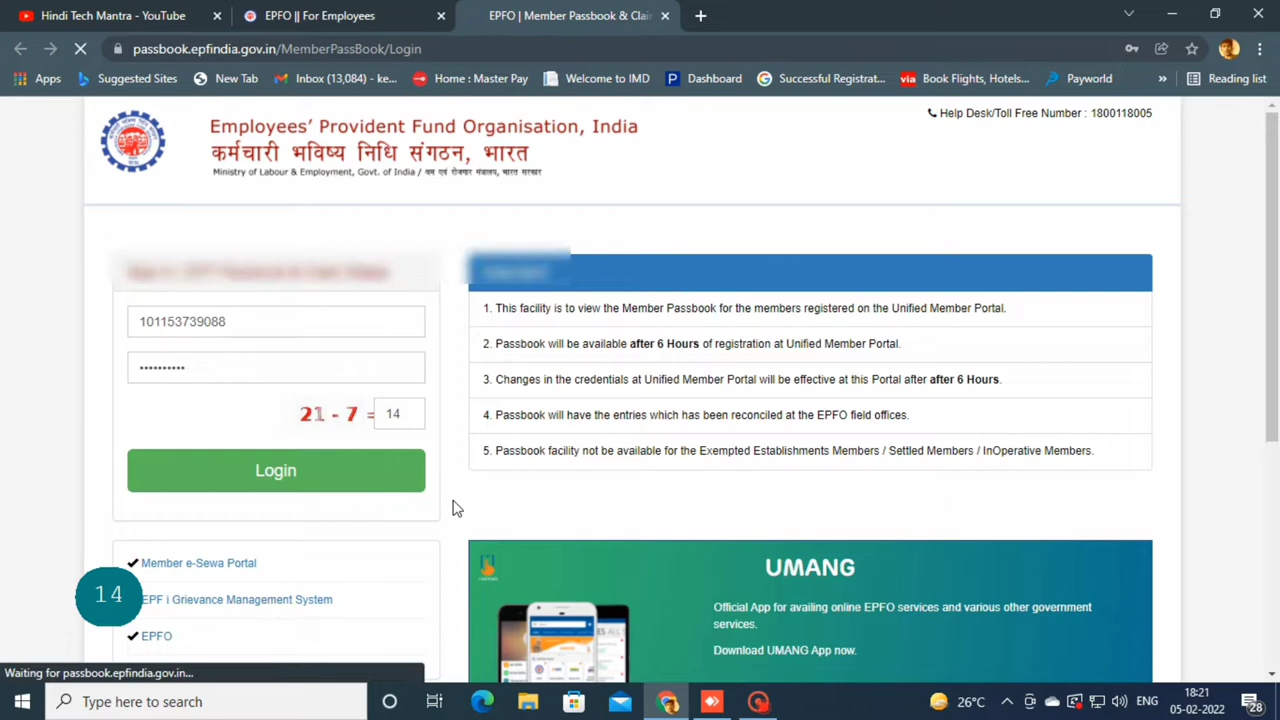 Hindi Tech Mantra - YouTube
EPFO || For Employees
EPFO | Member Passbook & Clai
passbook.epfindia.gov.in/MemberPassBook/Login
Apps
Suggested Sites
New Tab
Inbox (13,084) - ke...
Home : Master Pay
Welcome to IMD
Dashboard
Successful Registrat...
Book Flights, Hotels...
Payworld
»
Reading list
Employees' Provident Fund Organisation, India
कर्मचारी भविष्य निधि संगठन, भारत
Ministry of Labour & Employment, Govt. of India / श्रम एवं रोजगार मंत्रालय, भारत सरकार
Help Desk/Toll Free Number : 1800118005
101153739088
••••••••••
21 - 7 = 14
Login
1. This facility is to view the Member Passbook for the members registered on the Unified Member Portal.
2. Passbook will be available after 6 Hours of registration at Unified Member Portal.
3. Changes in the credentials at Unified Member Portal will be effective at this Portal after after 6 Hours.
4. Passbook will have the entries which has been reconciled at the EPFO field offices.
5. Passbook facility not be available for the Exempted Establishments Members / Settled Members / InOperative Members.
Member e-Sewa Portal
14
EPF i Grievance Management System
EPFO
UMANG
Official App for availing online EPFO services and various other government
services.
Download UMANG App now.
Waiting for passbook.epfindia.gov.in...
Type here to search
26°C
ENG
18:21
05-02-2022
28